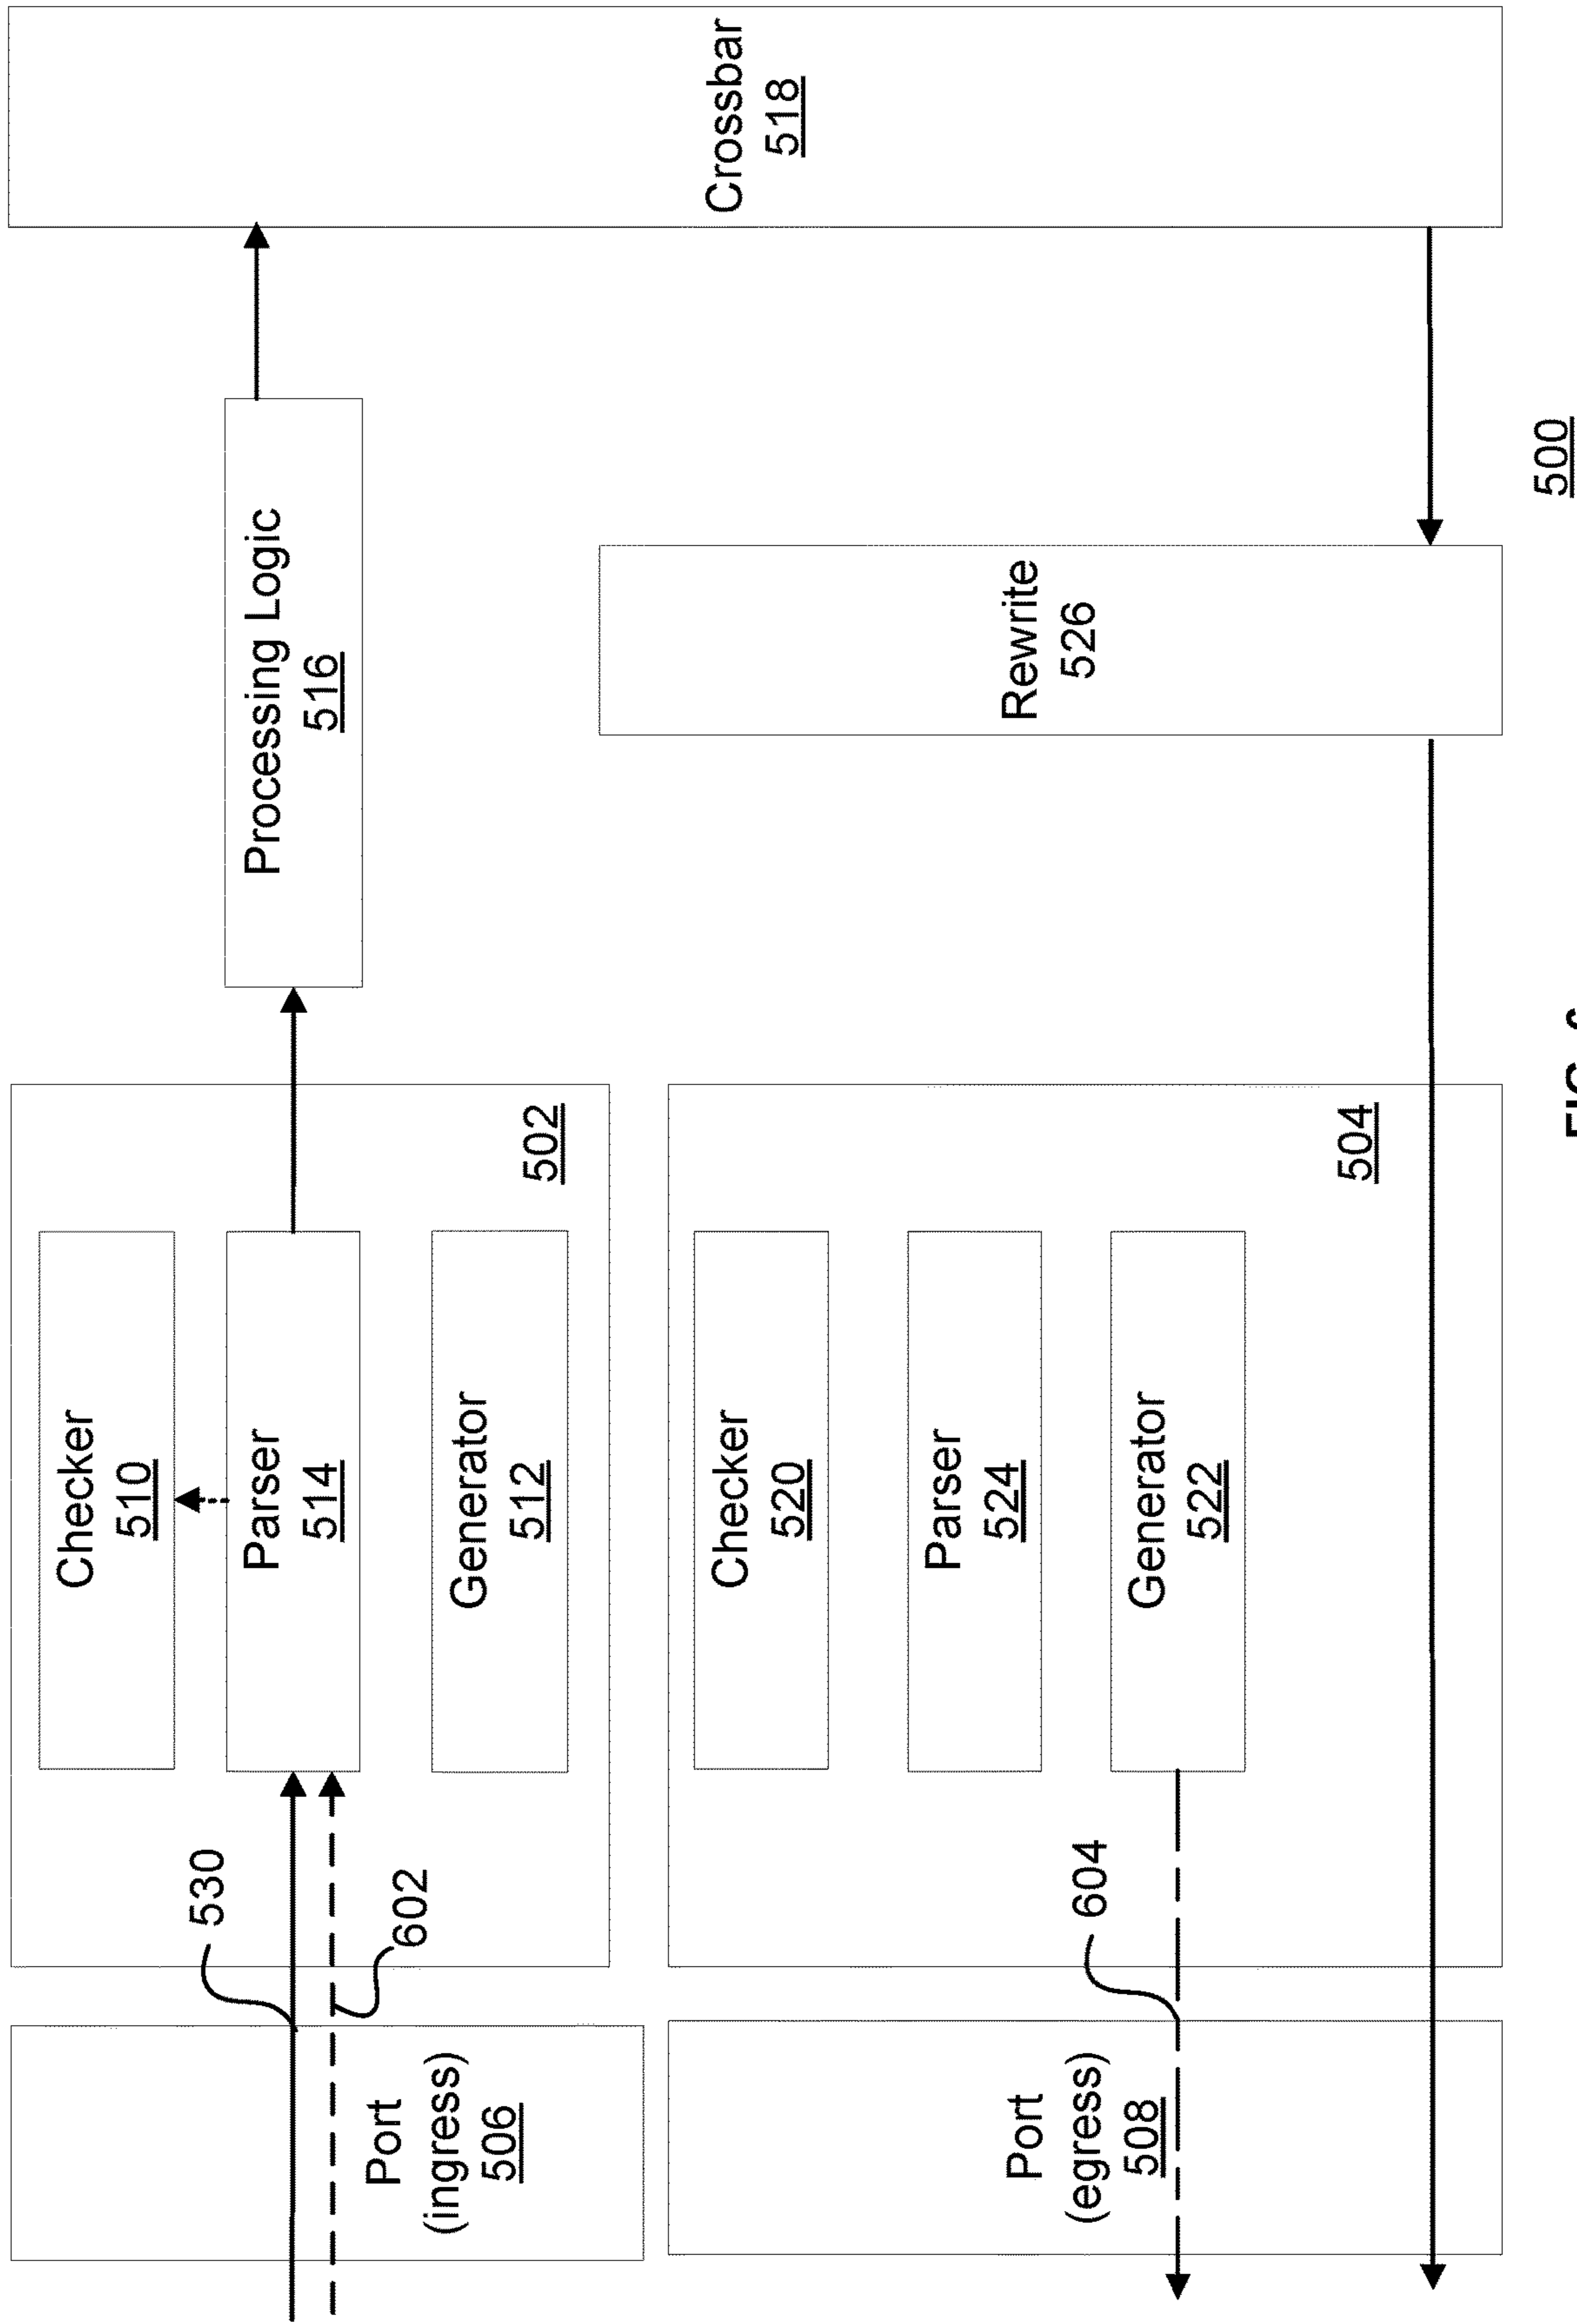 Port
(ingress)
506
530
602
Checker
510
Parser
514
Generator
512
502
Processing Logic
516
Crossbar
518
Port
(egress)
508
604
Checker
520
Parser
524
Generator
522
504
Rewrite
526
500